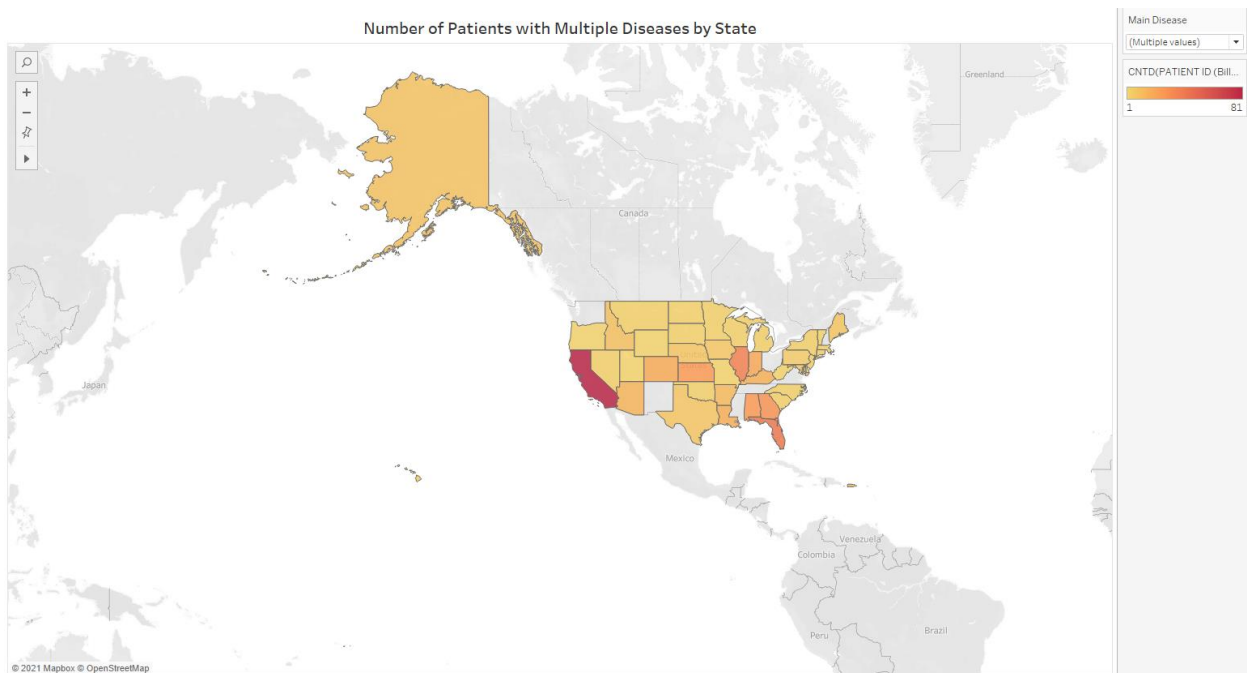 Number of Patients with Multiple Diseases by State
Main Disease
(Multiple values)
CNTD(PATIENT ID (Bill...
1 81
Greenland
Canada
Japan
Mexico
Venezuela
Colombia
Brazil
Peru
© 2021 Mapbox © OpenStreetMap